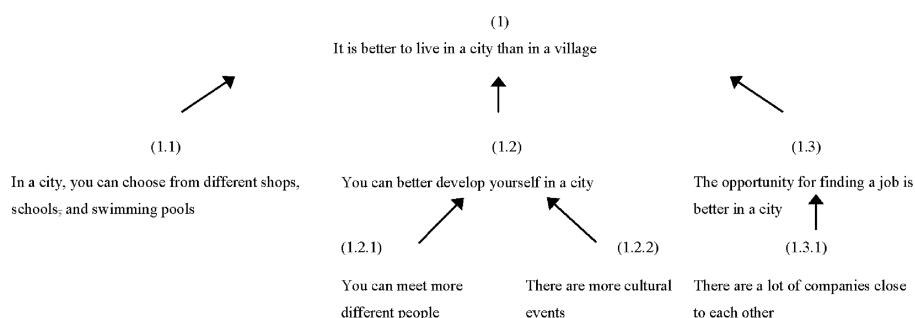 (1)
It is better to live in a city than in a village
(1.1)
(1.2)
(1.3)
In a city, you can choose from different shops,
schools, and swimming pools
You can better develop yourself in a city
The opportunity for finding a job is
better in a city
(1.2.1)
(1.2.2)
(1.3.1)
You can meet more
different people
There are more cultural
events
There are a lot of companies close
to each other